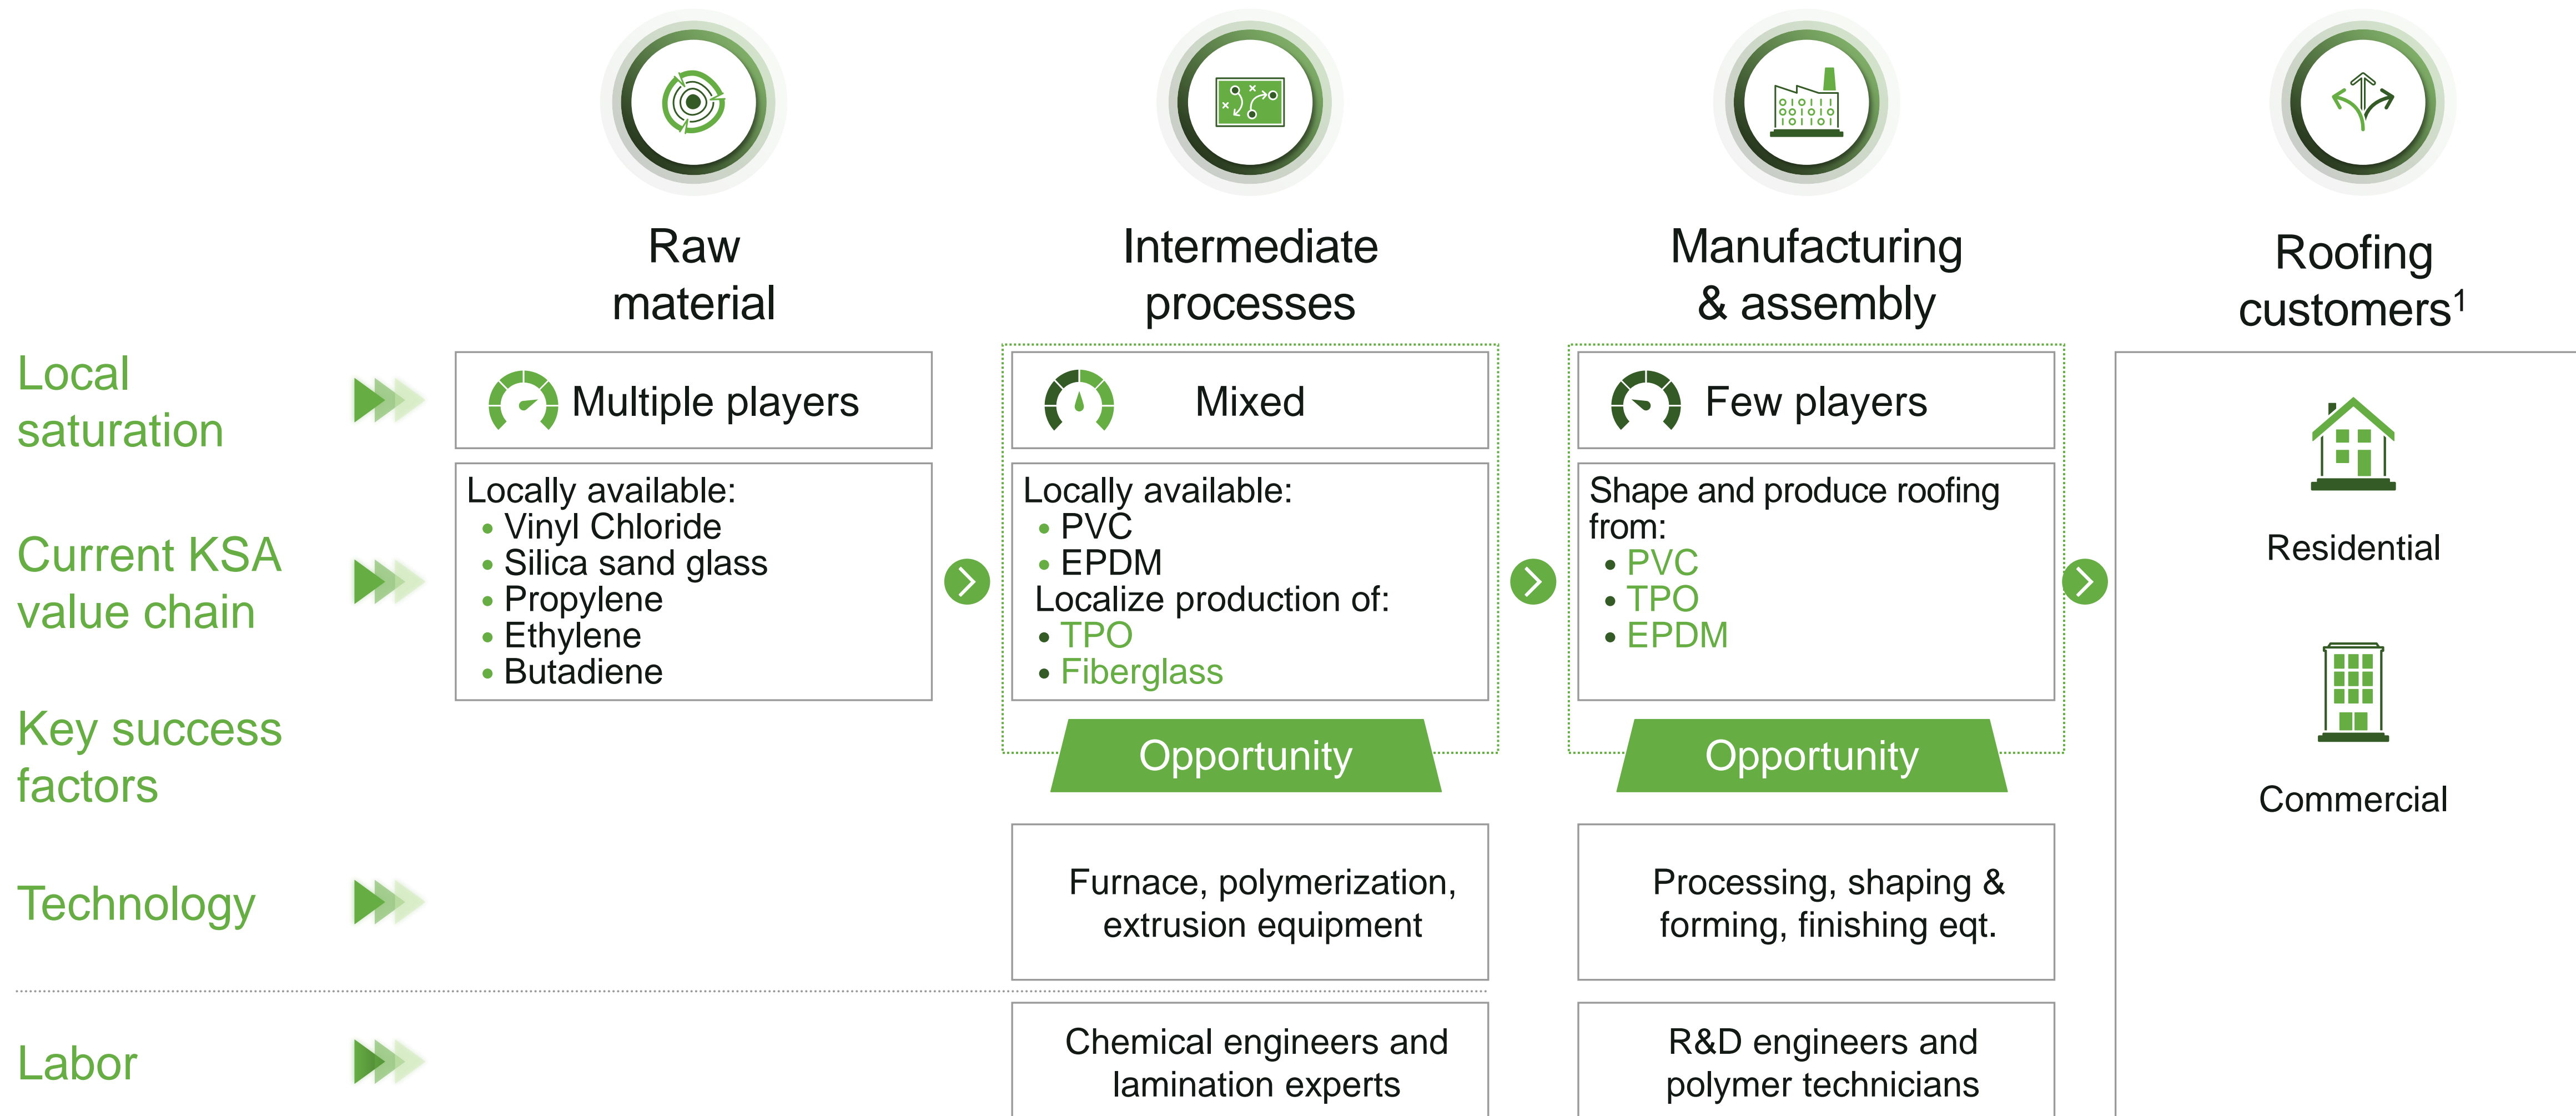 Raw
material
Intermediate
processes
Manufacturing
& assembly
Roofing
customers1
Local
saturation
Multiple players
Mixed
Few players
Current KSA
value chain
Locally available:
• Vinyl Chloride
• Silica sand glass
• Propylene
• Ethylene
• Butadiene
Locally available:
• PVC
• EPDM
Localize production of:
• TPO
• Fiberglass
Shape and produce roofing
from:
• PVC
• TPO
• EPDM
Residential
Commercial
Key success
factors
Opportunity
Opportunity
Technology
Furnace, polymerization,
extrusion equipment
Processing, shaping &
forming, finishing eqt.
Labor
Chemical engineers and
lamination experts
R&D engineers and
polymer technicians